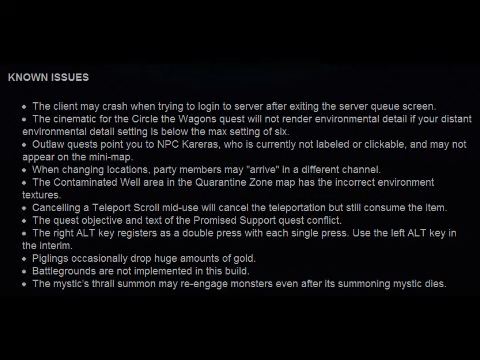 KNOWN ISSUES
• The client may crash when trying to login to server after exiting the server queue screen.
• The cinematic for the Circle the Wagons quest will not render environmental detail if your distant
environmental detail setting is below the max setting of six.
• Outlaw quests point you to NPC Kareras, who is currently not labeled or clickable, and may not
appear on the mini-map.
• When changing locations, party members may "arrive" in a different channel.
• The Contaminated Well area in the Quarantine Zone map has the incorrect environment
textures.
• Cancelling a Teleport Scroll mid-use will cancel the teleportation but still consume the item.
• The quest objective and text of the Promised Support quest conflict.
• The right ALT key registers as a double press with each single press. Use the left ALT key in
the interim.
• Piglings occasionally drop huge amounts of gold.
• Battlegrounds are not implemented in this build.
• The mystic's thrall summon may re-engage monsters even after its summoning mystic dies.